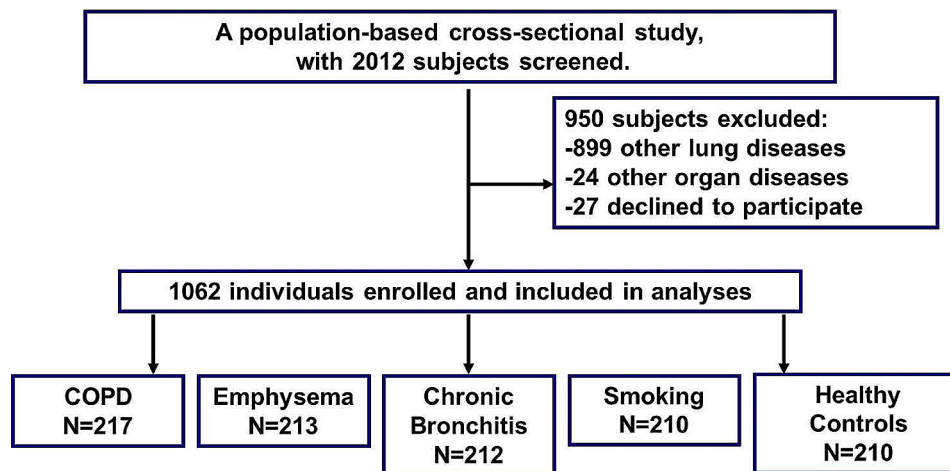 A population-based cross-sectional study,
with 2012 subjects screened.
950 subjects excluded:
-899 other lung diseases
-24 other organ diseases
-27 declined to participate
1062 individuals enrolled and included in analyses
COPD
N=217
Emphysema
N=213
Chronic
Bronchitis
N=212
Smoking
N=210
Healthy
Controls
N=210